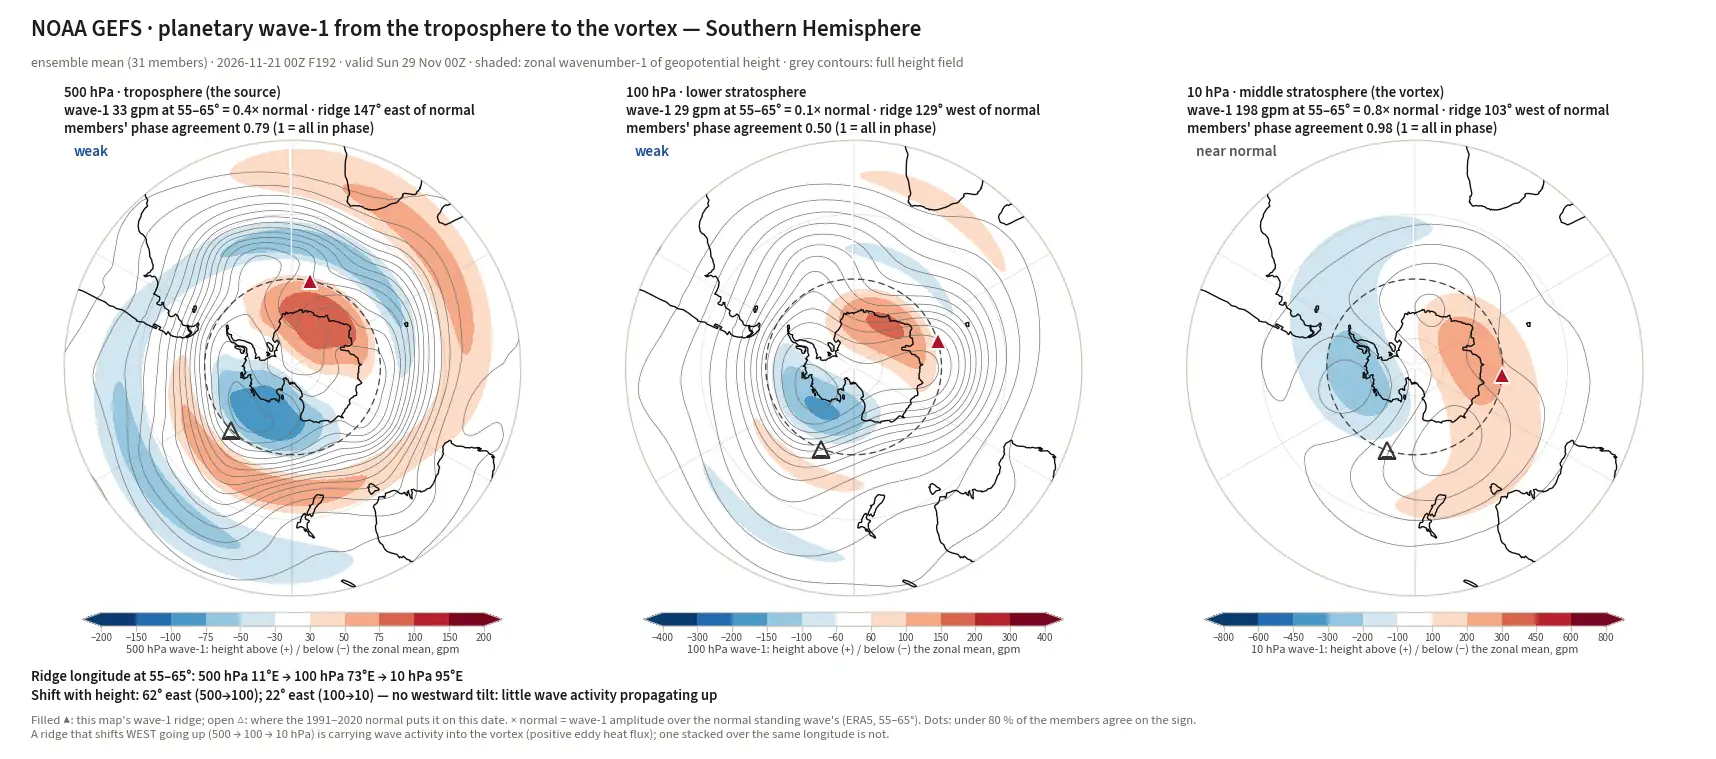 NOAA GEFS · planetary wave-1 from the troposphere to the vortex — Southern Hemisphere
ensemble mean (31 members) · 2026-11-21 00Z F192 · valid Sun 29 Nov 00Z · shaded: zonal wavenumber-1 of geopotential height · grey contours: full height field
500 hPa · troposphere (the source)
wave-1 33 gpm at 55–65° = 0.4× normal · ridge 147° east of normal
members' phase agreement 0.79 (1 = all in phase)
weak
100 hPa · lower stratosphere
wave-1 29 gpm at 55–65° = 0.1× normal · ridge 129° west of normal
members' phase agreement 0.50 (1 = all in phase)
weak
10 hPa · middle stratosphere (the vortex)
wave-1 198 gpm at 55–65° = 0.8× normal · ridge 103° west of normal
members' phase agreement 0.98 (1 = all in phase)
near normal
−200 −150 −100 −75 −50 −30 30 50 75 100 150 200
500 hPa wave-1: height above (+) / below (−) the zonal mean, gpm
−400 −300 −200 −150 −100 −60 60 100 150 200 300 400
100 hPa wave-1: height above (+) / below (−) the zonal mean, gpm
−800 −600 −450 −300 −200 −100 100 200 300 450 600 800
10 hPa wave-1: height above (+) / below (−) the zonal mean, gpm
Ridge longitude at 55–65°: 500 hPa 11°E → 100 hPa 73°E → 10 hPa 95°E
Shift with height: 62° east (500→100); 22° east (100→10) — no westward tilt: little wave activity propagating up
Filled ▲: this map's wave-1 ridge; open △: where the 1991–2020 normal puts it on this date. × normal = wave-1 amplitude over the normal standing wave's (ERA5, 55–65°). Dots: under 80 % of the members agree on the sign.
A ridge that shifts WEST going up (500 → 100 → 10 hPa) is carrying wave activity into the vortex (positive eddy heat flux); one stacked over the same longitude is not.